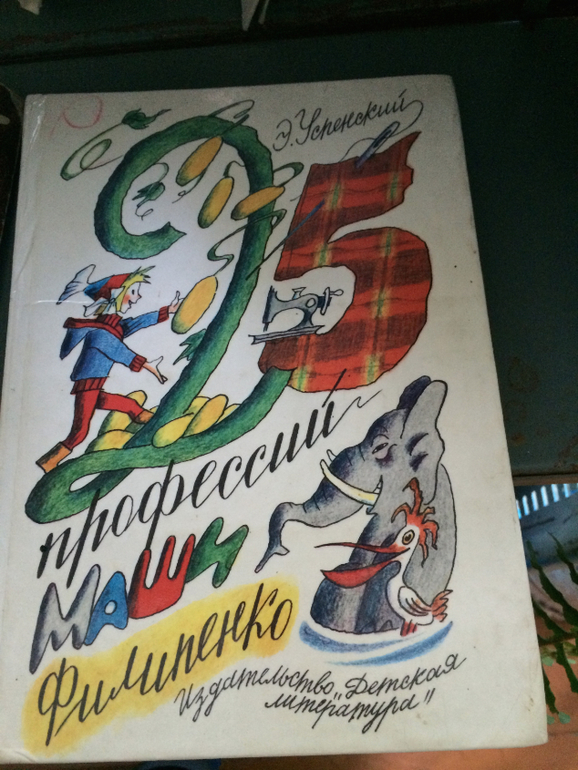 Э. Успенский
25
профессий
Маши
Филипенко
Издательство „Детская
литература"